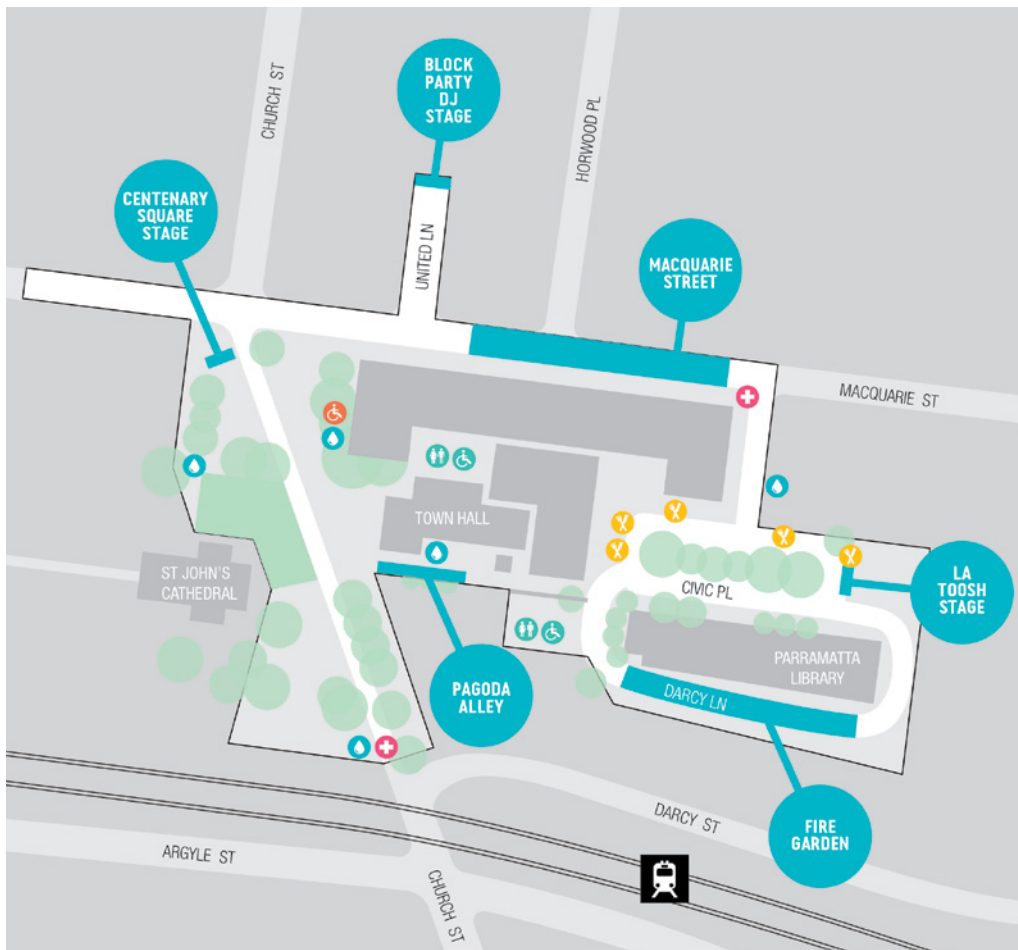 CHURCH ST
BLOCK
PARTY
DJ
STAGE
HORWOOD PL
CENTENARY
SQUARE
STAGE
UNITED LN
MACQUARIE
STREET
MACQUARIE ST
TOWN HALL
ST JOHN'S
CATHEDRAL
CIVIC PL
LA
TOOSH
STAGE
PARRAMATTA
LIBRARY
PAGODA
ALLEY
DARCY LN
DARCY ST
FIRE
GARDEN
ARGYLE ST
CHURCH ST